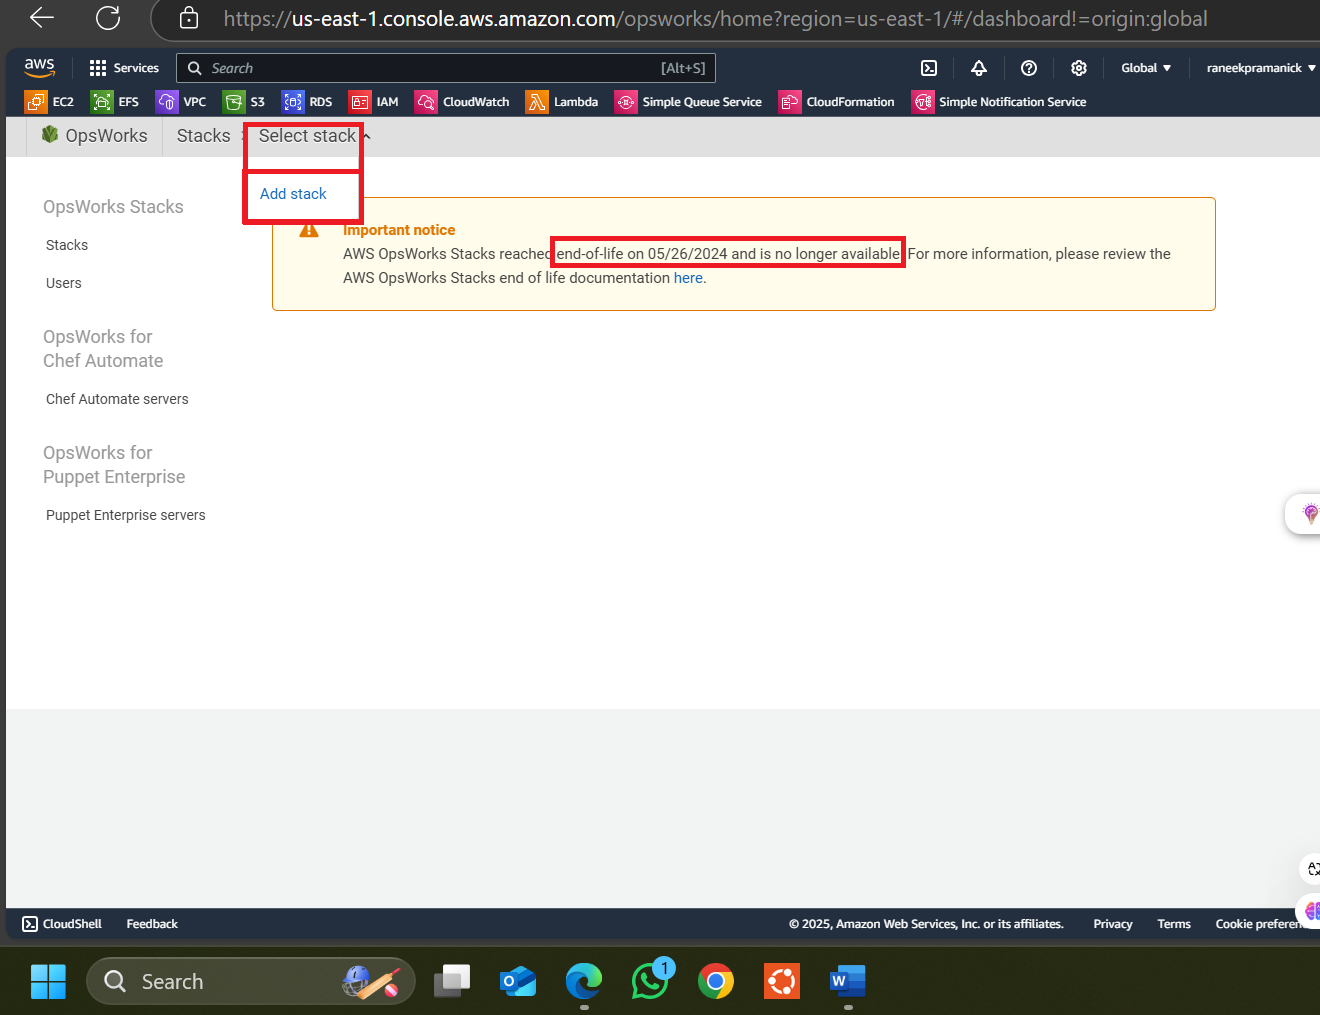 https://us-east-1.console.aws.amazon.com/opsworks/home?region=us-east-1/#/dashboard!=origin:global
aws Services Search [Alt+S] Global raneekpramanick
EC2 EFS VPC S3 RDS IAM CloudWatch Lambda Simple Queue Service CloudFormation Simple Notification Service
OpsWorks Stacks Select stack
Add stack
OpsWorks Stacks
Stacks
Users
OpsWorks for
Chef Automate
Chef Automate servers
OpsWorks for
Puppet Enterprise
Puppet Enterprise servers
Important notice
AWS OpsWorks Stacks reached end-of-life on 05/26/2024 and is no longer available. For more information, please review the
AWS OpsWorks Stacks end of life documentation here.
CloudShell Feedback © 2025, Amazon Web Services, Inc. or its affiliates. Privacy Terms Cookie
Search 1